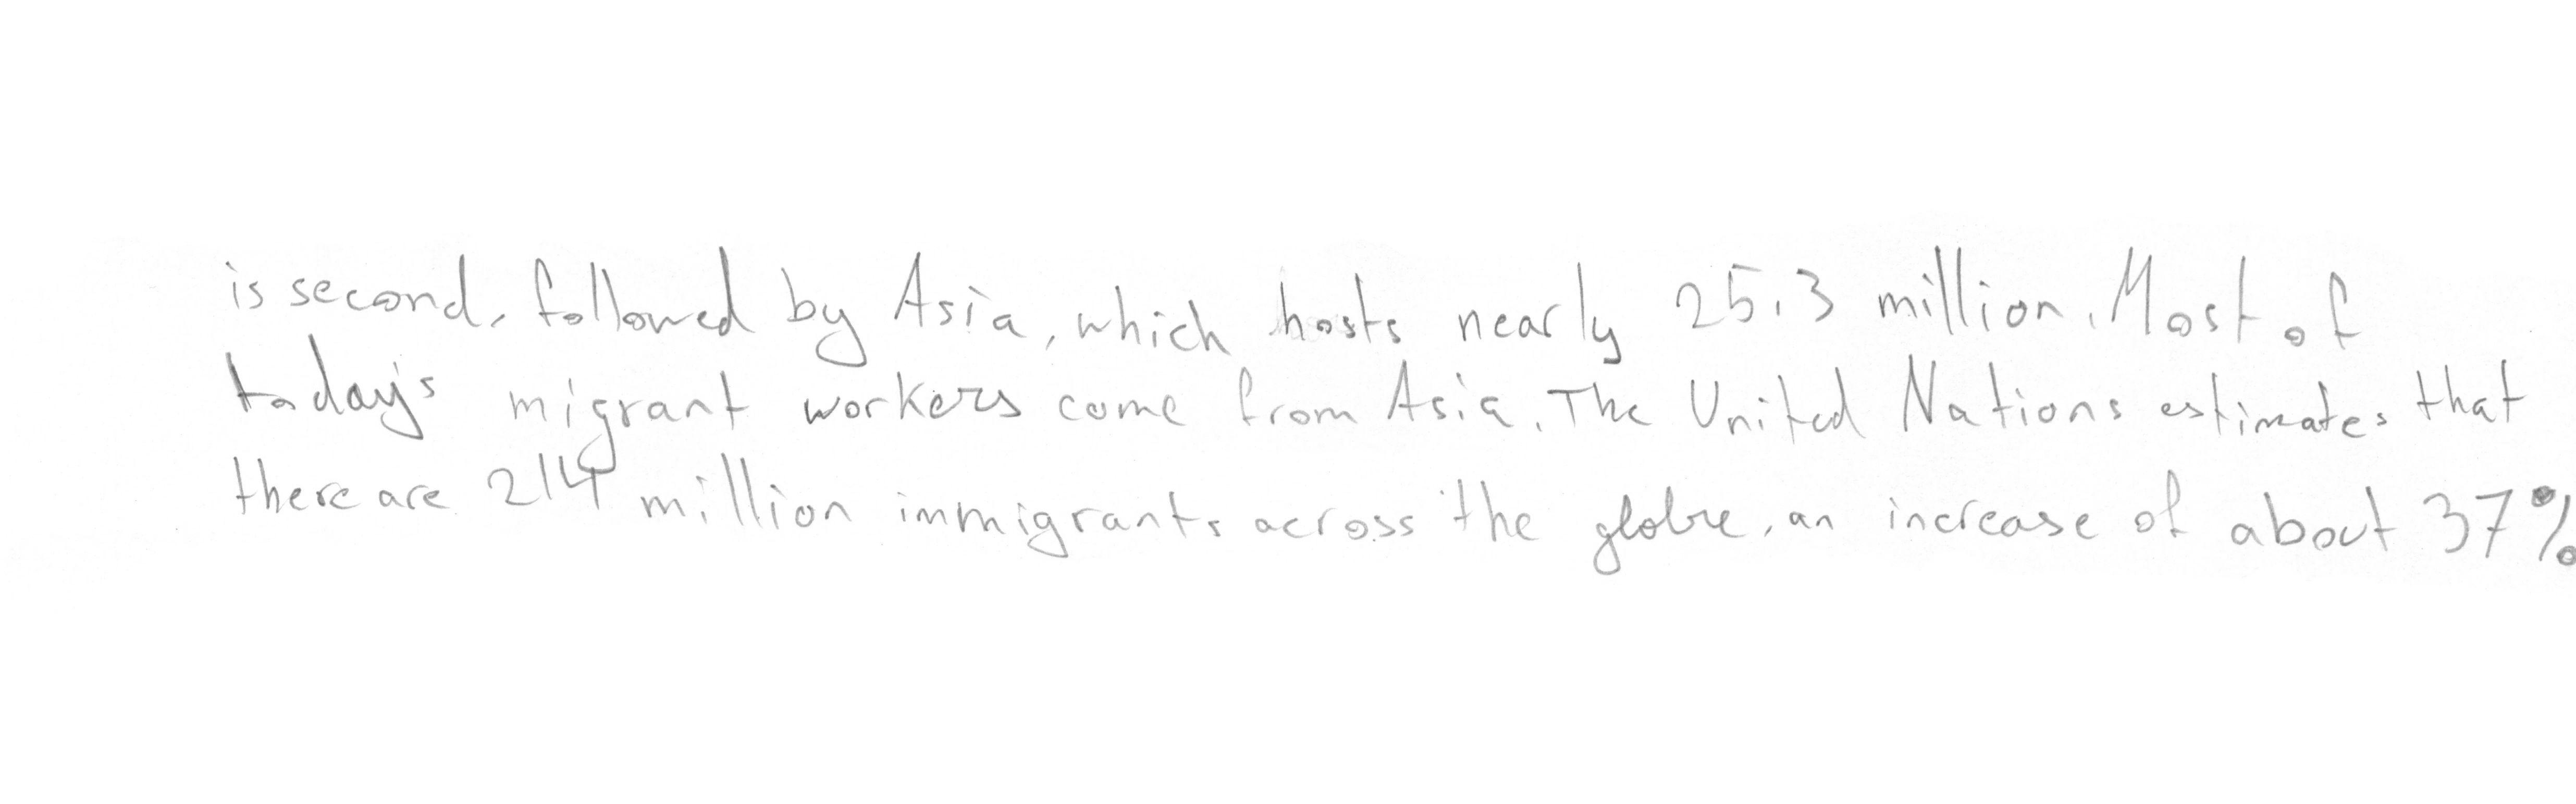 is second, followed by Asia, which hosts nearly 25.3 million. Most of
today's migrant workers come from Asia. The United Nations estimates that
there are 214 million immigrants across the globe, an increase of about 37%